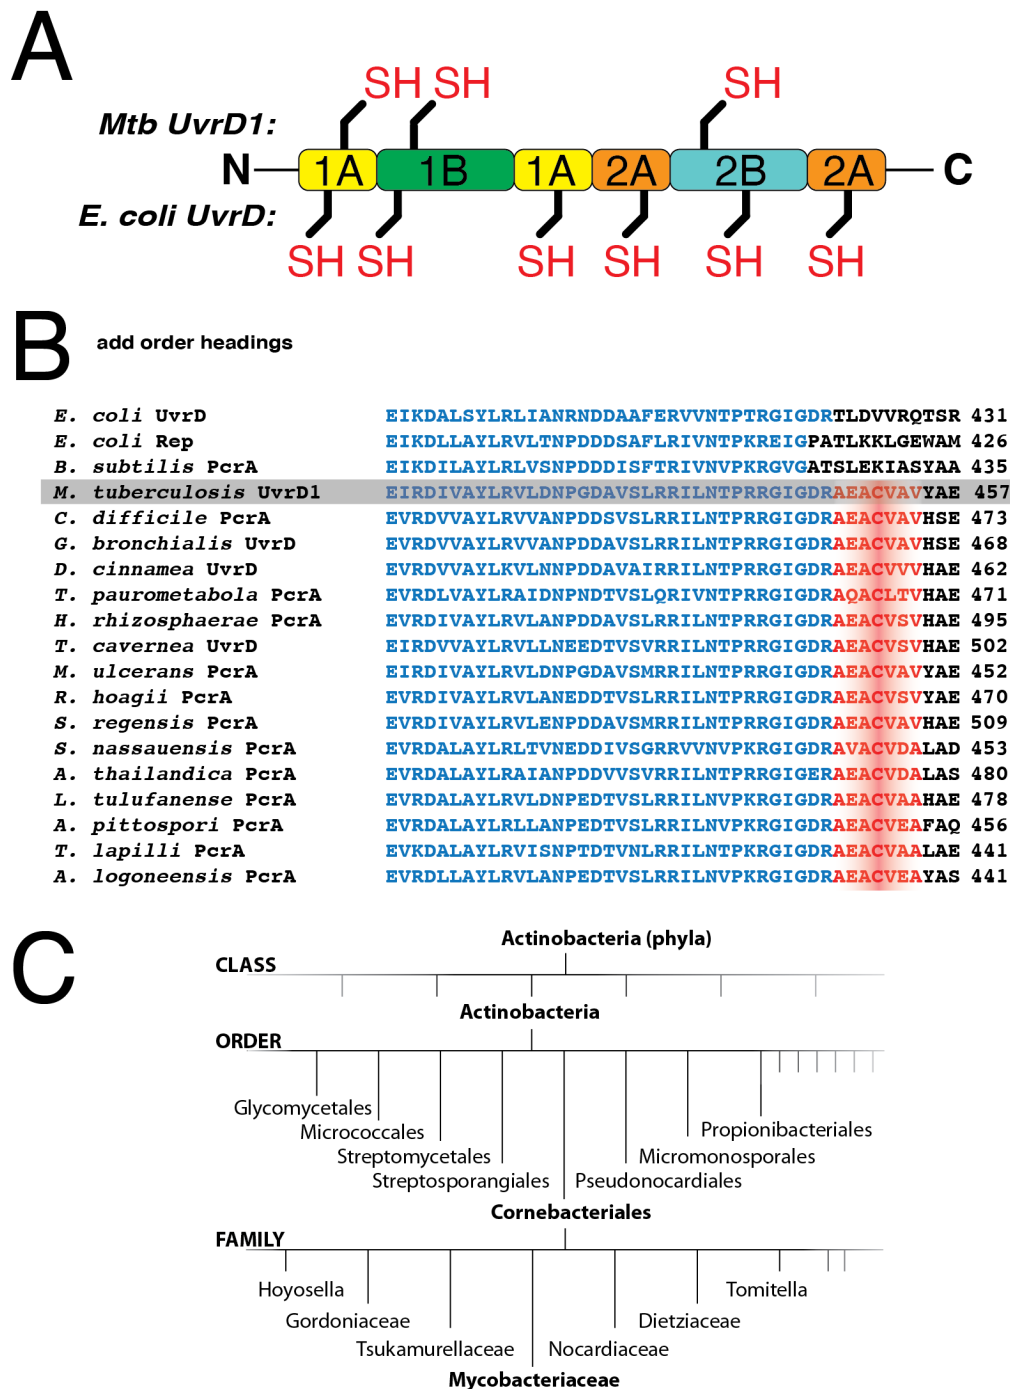 A
SH SH SH
Mtb UvrD1:
N 1A 1B 1A 2A 2B 2A C
E. coli UvrD:
SH SH SH SH SH SH
B add order headings
E. coli UvrD EIKDALSYLRLIANRNDDAAFERVVNTPTRGIGDRTLDVVRQTSR 431
E. coli Rep EIKDLLAYLRVLTNPDDDSAFLRIVNTPKREIGPATLKKLGEWAM 426
B. subtilis PcrA EISDILAYLRLVSNPDDDISFTRIVNVPKRGVGATSLEKIASYAA 435
M. tuberculosis UvrD1 EIRDIVAYLRVLDNPGDAVSLRRILNTPRRGIGDRAEACVAVYAE 457
C. difficile PcrA EVRDVVAYLRVVANPDDSVSLRRILNTPRRGIGDRAEACVAVHSE 473
G. bronchialis UvrD EVRDVVAYLRVVANPDDAVSLRRILNTPRRGIGDRAEACVAVHSE 468
D. cinnamea UvrD EVRDVVAYLKVLNNPDDAVAIRRILNTPRRGIGDRAEACVVVHAE 462
T. paurometabola PcrA EVRDLVAYLRAIDNPNDTVSLQRIVNTPRRGIGDRAQACLTVHAE 471
H. rhizosphaerae PcrA EVRDIVAYLRVLANPDDAVSLRRILNTPRRGIGDRAEACVSVHAE 495
T. cavernea UvrD EIRDVVAYLRVLLNEEDTVSVRRILNTPRRGIGDRAEACVSVHAE 502
M. ulcerans PcrA EIRDIVAYLRVLDNPGDAVSMRRILNTPRRGIGDRAEACVAVYAE 452
R. hoagii PcrA EVRDIVAYLRVLANEDDTVSLRRILNTPRRGIGDRAEACVSVYAE 470
S. regensis PcrA EVRDIVAYLRVLENPDDAVSMRRILNTPRRGIGDRAEACVAVHAE 509
S. nassauensis PcrA EVRDALAYLRLTVNEDDIVSGRRVVNVPKRGIGDRAVACVDALAD 453
A. thailandica PcrA EVRDALAYLRAIANPDDVVSVRRILNTPRRGIGERAEACVDALAS 480
L. tulufanense PcrA EVRDALAYLRVLDNPEDTVSLRRILNVPKRGIGDRAEACVAAHAE 478
A. pittospori PcrA EVRDALAYLRLLANPEDTVSLRRILNVPKRGIGDRAEACVEAFAQ 456
T. lapilli PcrA EVKDALAYLRVISNPTDTVNLRRILNTPKRGIGDRAEACVAALAE 441
A. logoneensis PcrA EVRDLLAYLRVLANPEDTVSLRRILNVPKRGIGDRAEACVEAYAS 441
C
Actinobacteria (phyla)
CLASS
Actinobacteria
ORDER
Glycomycetales
Micrococcales Propionibacteriales
Streptomycetales Micromonosporales
Streptosporangiales Pseudonocardiales
Cornebacteriales
FAMILY
Hoyosella Tomitella
Gordoniaceae Dietziaceae
Tsukamurellaceae Nocardiaceae
Mycobacteriaceae